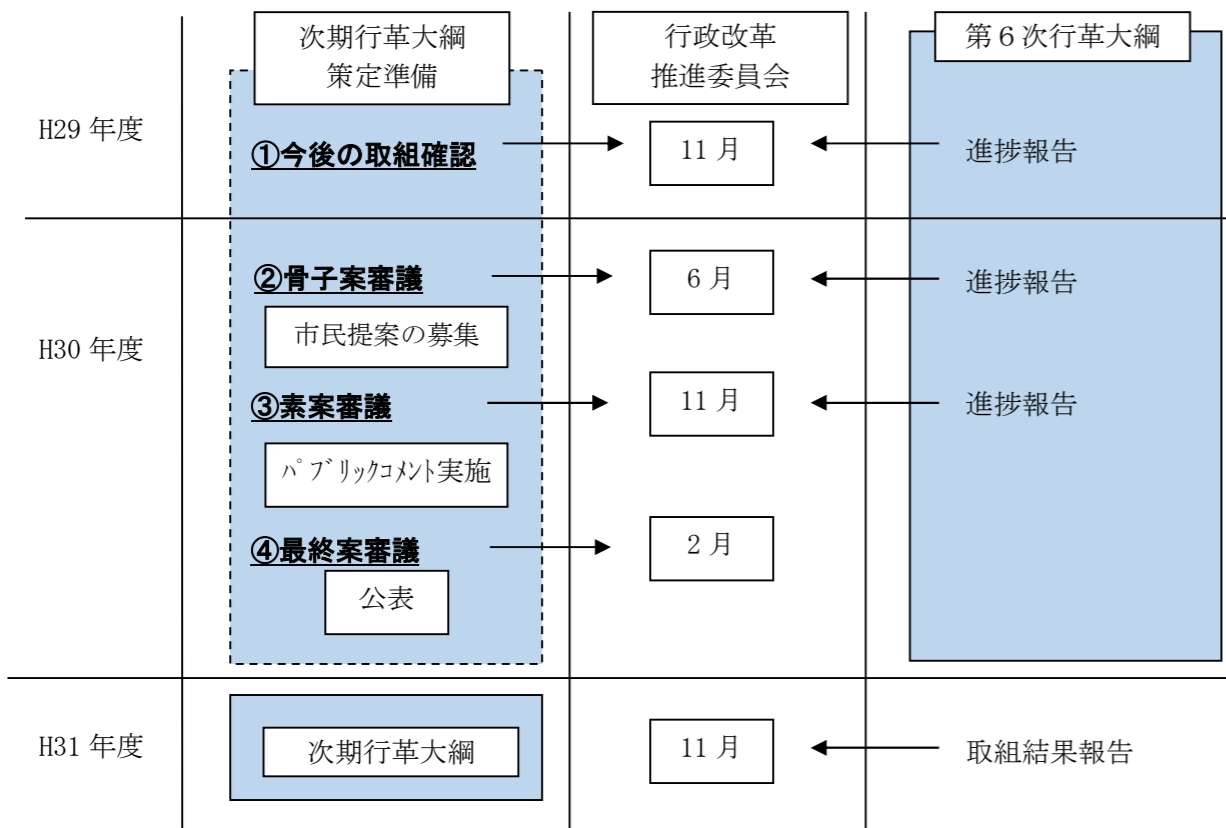 次期行革大綱
策定準備
行政改革
推進委員会
第6次行革大綱
H29 年度
①今後の取組確認
11 月
進捗報告
H30 年度
②骨子案審議
6 月
進捗報告
市民提案の募集
③素案審議
11 月
進捗報告
ﾊﾟﾌﾞﾘｯｸｺﾒﾝﾄ実施
④最終案審議
2 月
公表
H31 年度
次期行革大綱
11 月
取組結果報告